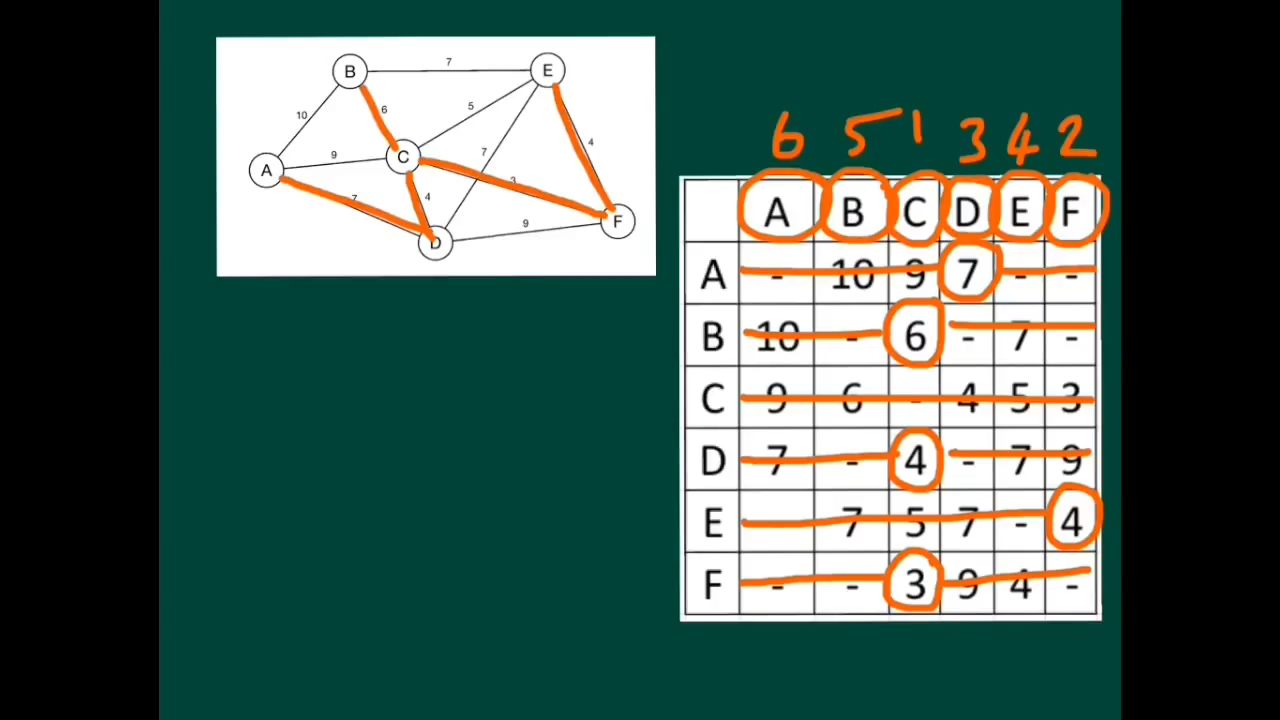 B 7 E
10 6 5
A 9 C 7 4
7 4 3
D 9 F
6 5 1 3 4 2
A B C D E F
A - 10 9 7 - -
B 10 - 6 - 7 -
C 9 6 - 4 5 3
D 7 - 4 - 7 9
E 7 5 7 - 4
F - - 3 9 4 -